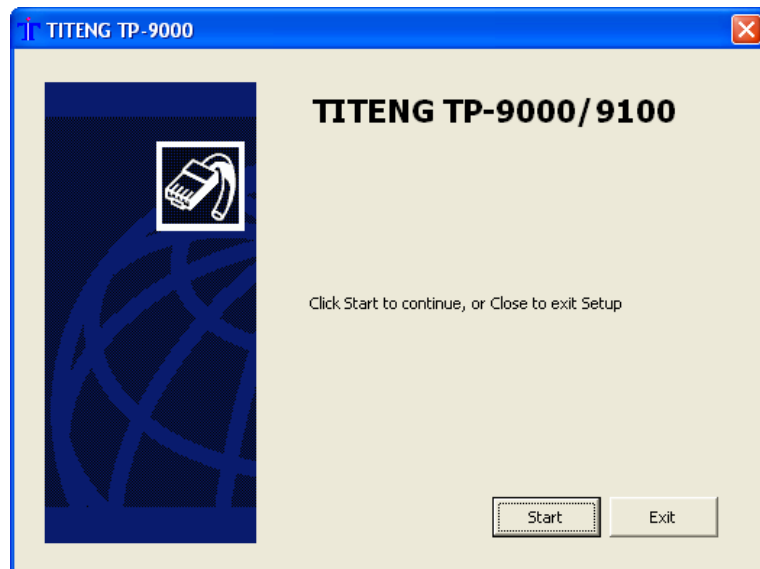 TITENG TP-9000
TITENG TP-9000/9100
Click Start to continue, or Close to exit Setup
Start
Exit